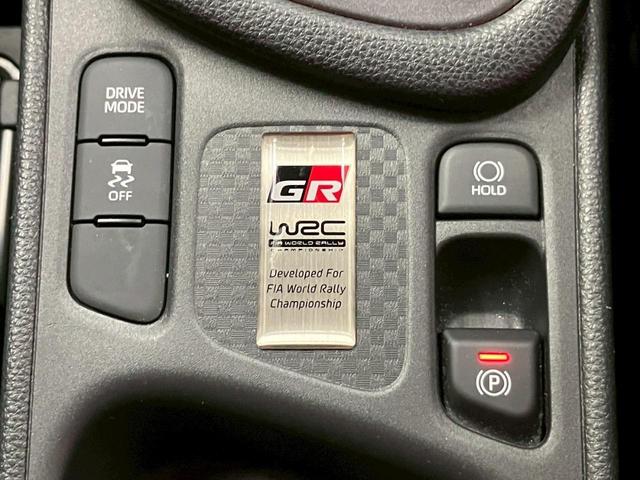 DRIVE
MODE
OFF
GR
WRC
FIA WORLD RALLY
CHAMPIONSHIP
Developed For
FIA World Rally
Championship
HOLD
P